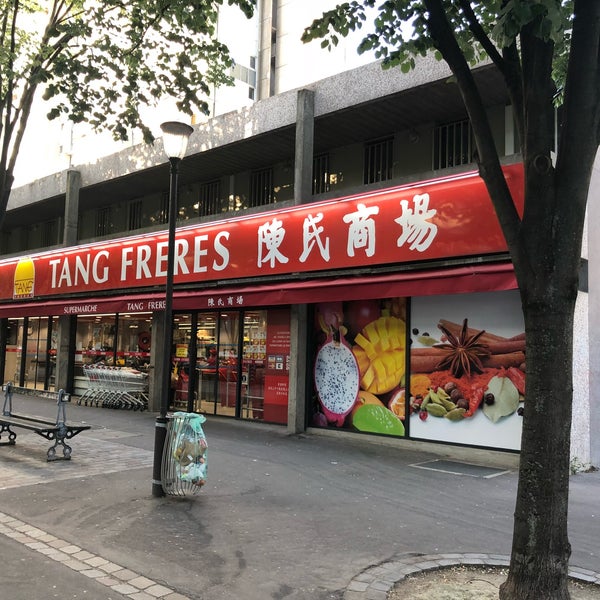 TANG FRERES 陳氏商場
TANG
SUPERMARCHE TANG FRERES 陳氏商場